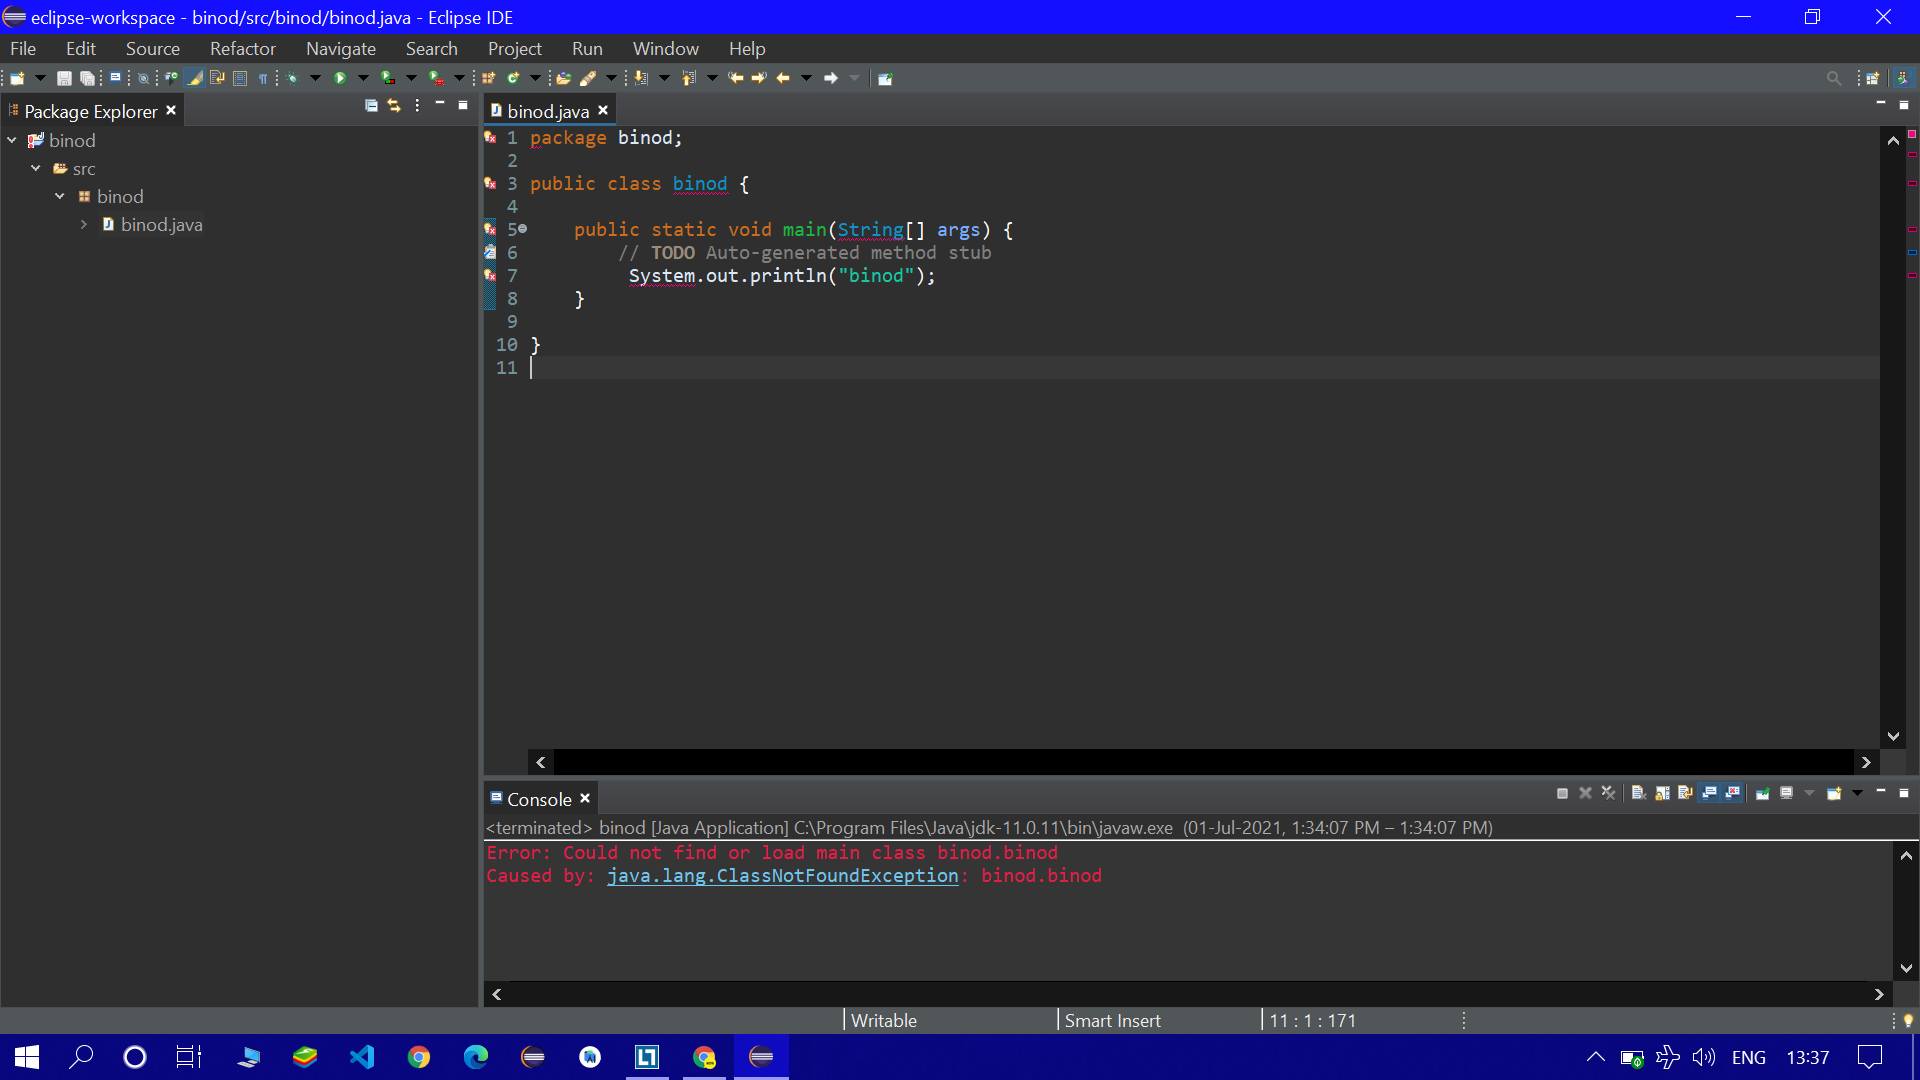 eclipse-workspace - binod/src/binod/binod.java - Eclipse IDE
File Edit Source Refactor Navigate Search Project Run Window Help
Package Explorer
binod
src
binod
binod.java
binod.java
1 package binod;
2
3 public class binod {
4
5 public static void main(String[] args) {
6 // TODO Auto-generated method stub
7 System.out.println("binod");
8 }
9
10 }
11
Console
<terminated> binod [Java Application] C:\Program Files\Java\jdk-11.0.11\bin\javaw.exe (01-Jul-2021, 1:34:07 PM – 1:34:07 PM)
Error: Could not find or load main class binod.binod
Caused by: java.lang.ClassNotFoundException: binod.binod
Writable Smart Insert 11 : 1 : 171
ENG 13:37